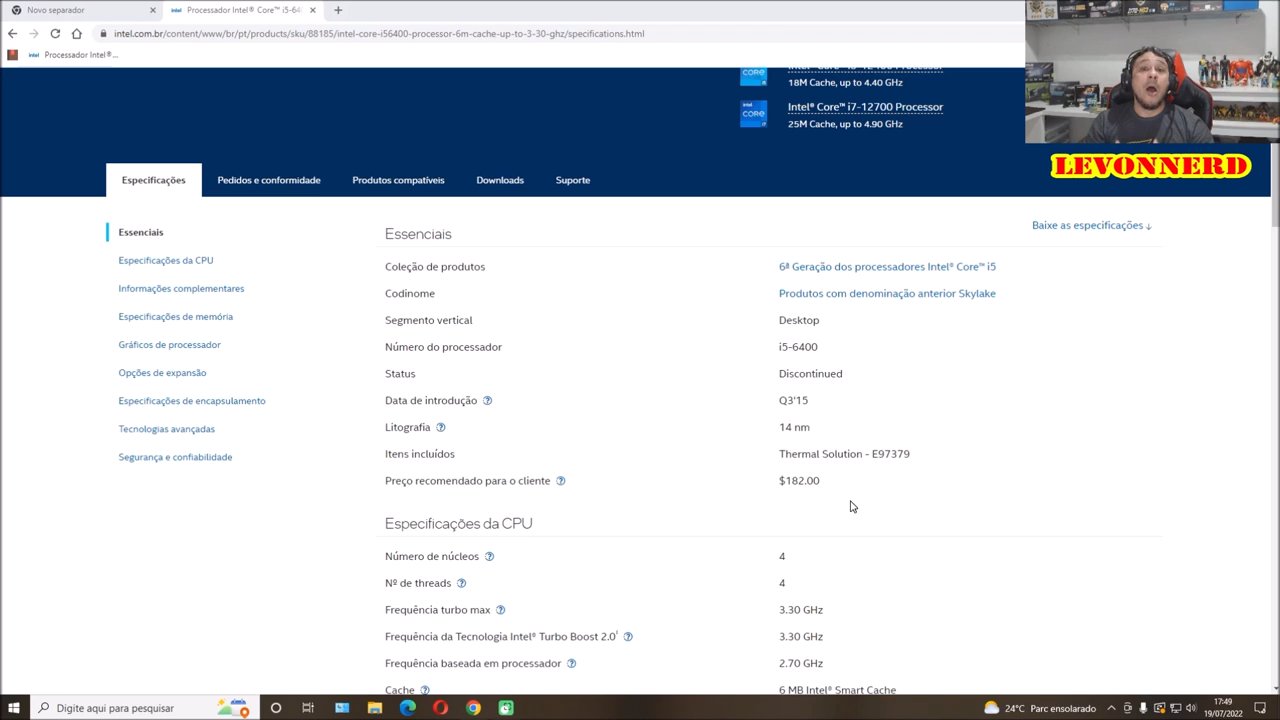 Novo separador
Processador Intel® Core™ i5-64
intel.com.br/content/www/br/pt/products/sku/88185/intel-core-i56400-processor-6m-cache-up-to-3-30-ghz/specifications.html
Processador Intel®...
18M Cache, up to 4.40 GHz
Intel® Core™ i7-12700 Processor
25M Cache, up to 4.90 GHz
LEVONNERD
Especificações
Pedidos e conformidade
Produtos compatíveis
Downloads
Suporte
Essenciais
Especificações da CPU
Informações complementares
Especificações de memória
Gráficos de processador
Opções de expansão
Especificações de encapsulamento
Tecnologias avançadas
Segurança e confiabilidade
Essenciais
Baixe as especificações ↓
Coleção de produtos 6ª Geração dos processadores Intel® Core™ i5
Codinome Produtos com denominação anterior Skylake
Segmento vertical Desktop
Número do processador i5-6400
Status Discontinued
Data de introdução Q3'15
Litografia 14 nm
Itens incluídos Thermal Solution - E97379
Preço recomendado para o cliente $182.00
Especificações da CPU
Número de núcleos 4
Nº de threads 4
Frequência turbo max 3.30 GHz
Frequência da Tecnologia Intel® Turbo Boost 2.0 3.30 GHz
Frequência baseada em processador 2.70 GHz
Cache 6 MB Intel® Smart Cache
Digite aqui para pesquisar
24°C Parc ensolarado
17:49
19/07/2022